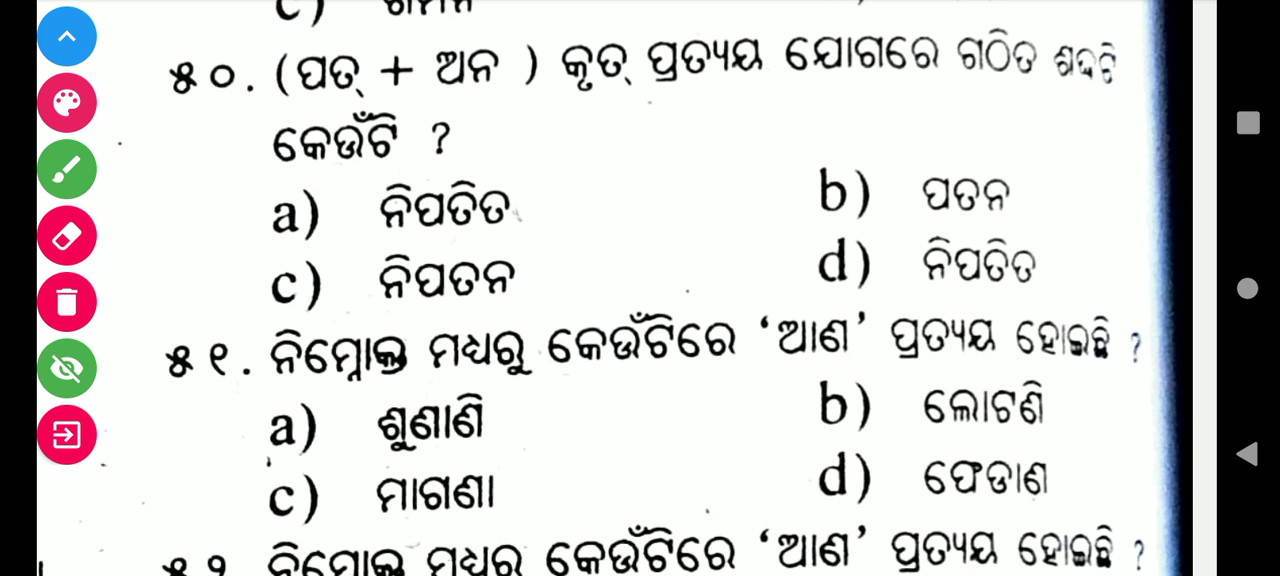 ୫୦. (ପତ୍ + ଅନ ) କୃତ୍ ପ୍ରତ୍ୟୟ ଯୋଗରେ ଗଠିତ ଶବ୍ଦଟି
କେଉଁଟି ?
a) ନିପତିତ b) ପତନ
c) ନିପତନ d) ନିପତିତ
୫୧. ନିମ୍ନୋକ୍ତ ମଧ୍ୟରୁ କେଉଁଟିରେ ‘ଆଣ’ ପ୍ରତ୍ୟୟ ହୋଇଛି ?
a) ଶୁଣାଣି b) ଲୋଟଣି
c) ମାଗଣା d) ଫେଡାଣ
୫୨. ନିମ୍ନୋକ୍ତ ମଧ୍ୟରୁ କେଉଁଟିରେ ‘ଆଣ’ ପ୍ରତ୍ୟୟ ହୋଇଛି ?